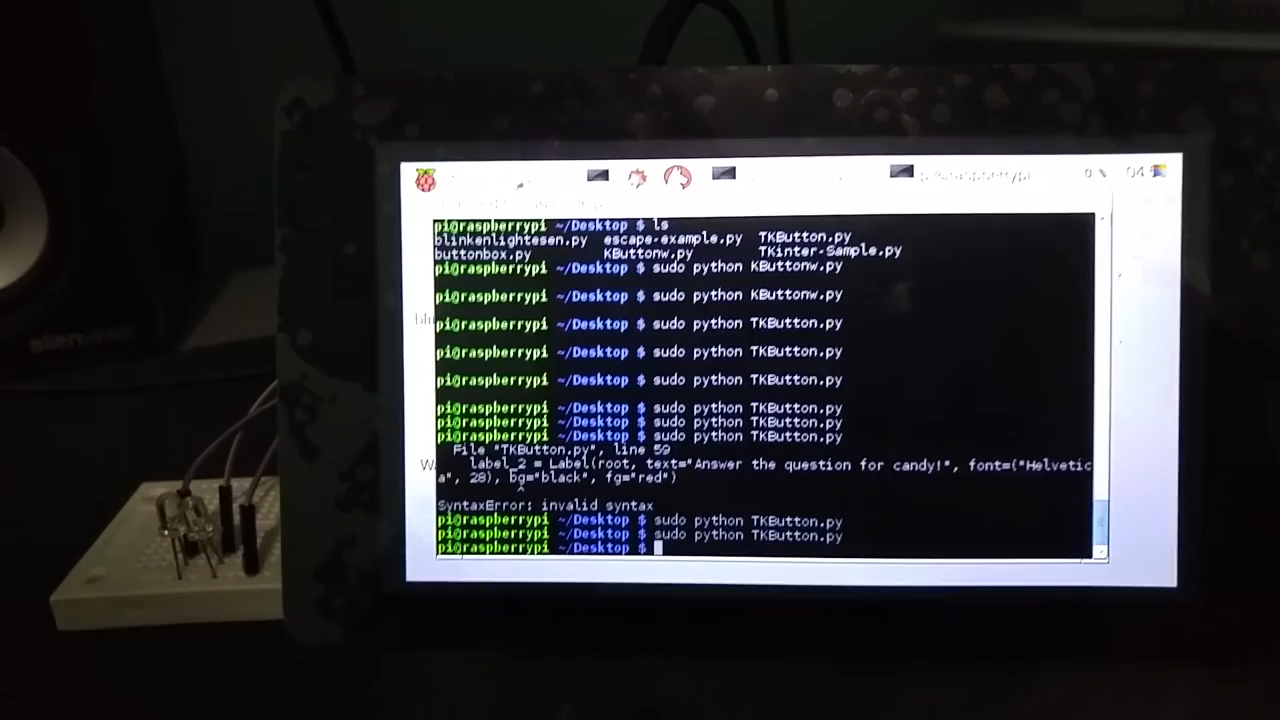 0 %
04
pi@raspberrypi ~/Desktop $ ls
blinkenlightesen.py escape-example.py TKButton.py
buttonbox.py KButtonw.py TKinter-Sample.py
pi@raspberrypi ~/Desktop $ sudo python KButtonw.py
pi@raspberrypi ~/Desktop $ sudo python KButtonw.py
pi@raspberrypi ~/Desktop $ sudo python TKButton.py
pi@raspberrypi ~/Desktop $ sudo python TKButton.py
pi@raspberrypi ~/Desktop $ sudo python TKButton.py
pi@raspberrypi ~/Desktop $ sudo python TKButton.py
pi@raspberrypi ~/Desktop $ sudo python TKButton.py
pi@raspberrypi ~/Desktop $ sudo python TKButton.py
File "TKButton.py", line 59
label_2 = Label(root, text="Answer the question for candy!", font=("Helvetic
a", 28), bg="black", fg="red")
^
SyntaxError: invalid syntax
pi@raspberrypi ~/Desktop $ sudo python TKButton.py
pi@raspberrypi ~/Desktop $ sudo python TKButton.py
pi@raspberrypi ~/Desktop $